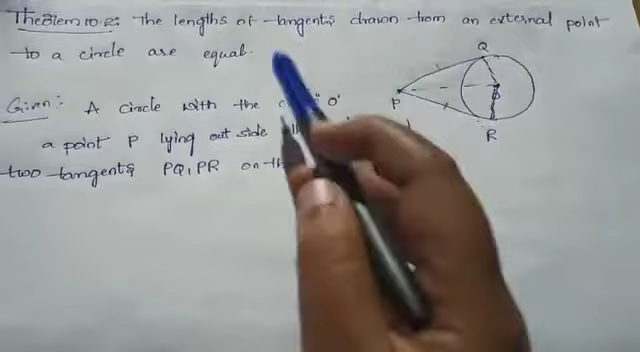 Theorem 10.2: The lengths of tangents drawn from an external point
to a circle are equal.
Given:- A circle with the "O'
a point P lying out side
two tangents PQ, PR on
P
Q
O
R